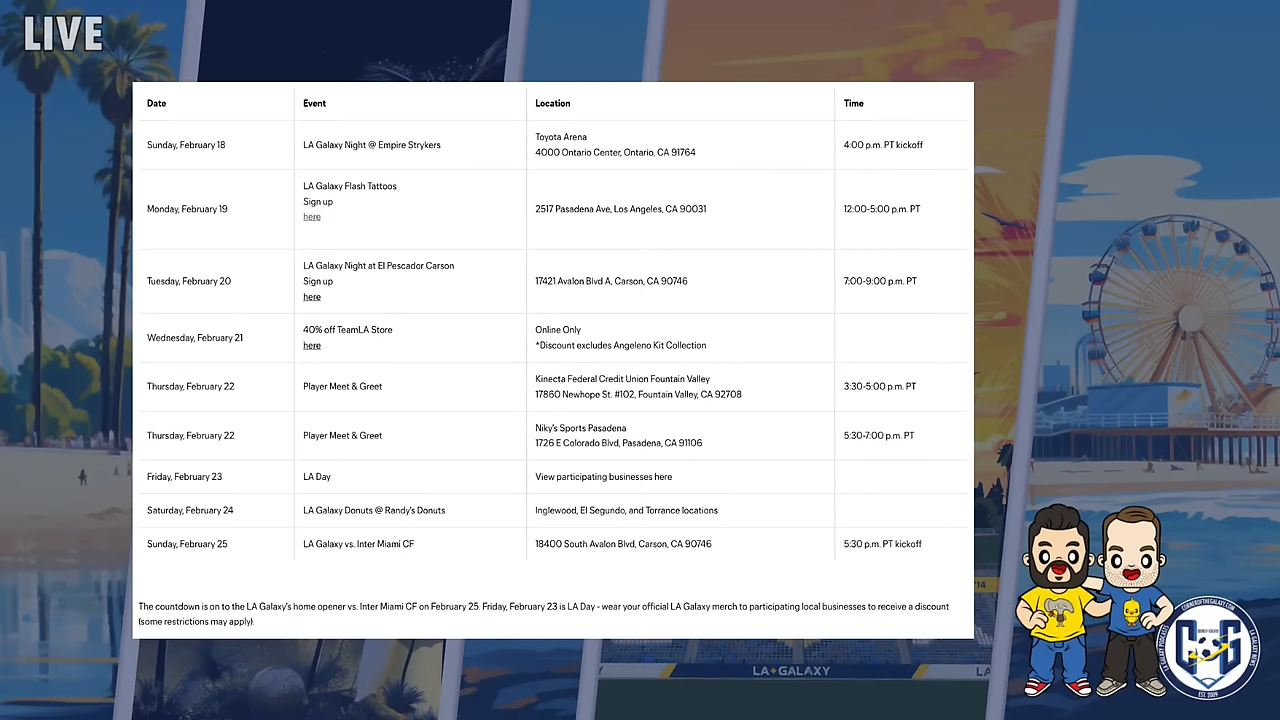 LIVE
Date Event Location Time
Sunday, February 18 LA Galaxy Night @ Empire Strykers Toyota Arena 4:00 p.m. PT kickoff
4000 Ontario Center, Ontario, CA 91764
LA Galaxy Flash Tattoos
Sign up
Monday, February 19 2517 Pasadena Ave, Los Angeles, CA 90031 12:00-5:00 p.m. PT
here
LA Galaxy Night at El Pescador Carson
Tuesday, February 20 Sign up 17421 Avalon Blvd A, Carson, CA 90746 7:00-9:00 p.m. PT
here
40% off TeamLA Store Online Only
Wednesday, February 21
here *Discount excludes Angeleno Kit Collection
Kinecta Federal Credit Union Fountain Valley
Thursday, February 22 Player Meet & Greet 3:30-5:00 p.m. PT
17860 Newhope St. #102, Fountain Valley, CA 92708
Niky's Sports Pasadena
Thursday, February 22 Player Meet & Greet 5:30-7:00 p.m. PT
1726 E Colorado Blvd, Pasadena, CA 91106
Friday, February 23 LA Day View participating businesses here
Saturday, February 24 LA Galaxy Donuts @ Randy's Donuts Inglewood, El Segundo, and Torrance locations
Sunday, February 25 LA Galaxy vs. Inter Miami CF 18400 South Avalon Blvd, Carson, CA 90746 5:30 p.m. PT kickoff
The countdown is on to the LA Galaxy's home opener vs. Inter Miami CF on February 25. Friday, February 23 is LA Day - wear your official LA Galaxy merch to participating local businesses to receive a discount
(some restrictions may apply).
LA GALAXY
LA
CORNEROFTHEGALAXY.COM
EST. 2009